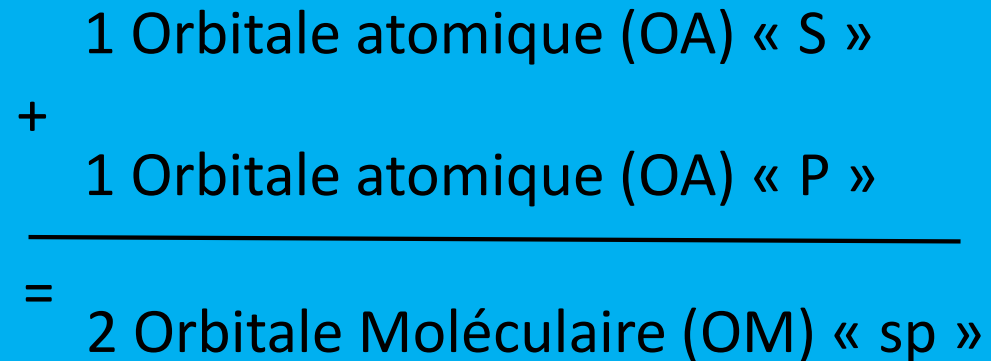 1 Orbitale atomique (OA) « S »
+
1 Orbitale atomique (OA) « P »
=
2 Orbitale Moléculaire (OM) « sp »